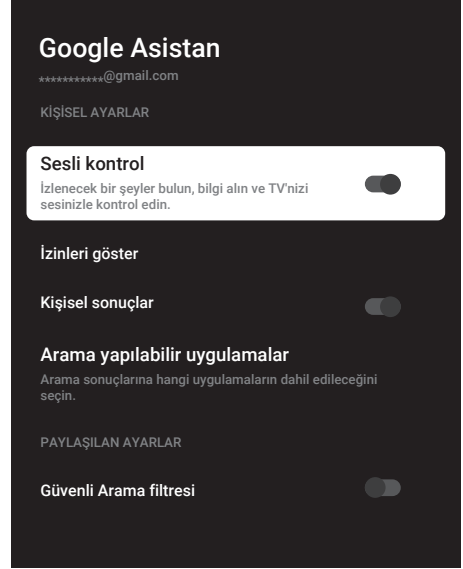 Google Asistan
***********@gmail.com
KİŞİSEL AYARLAR
Sesli kontrol
İzlenecek bir şeyler bulun, bilgi alın ve TV'nizi
sesinizle kontrol edin.
İzinleri göster
Kişisel sonuçlar
Arama yapılabilir uygulamalar
Arama sonuçlarına hangi uygulamaların dahil edileceğini
seçin.
PAYLAŞILAN AYARLAR
Güvenli Arama filtresi